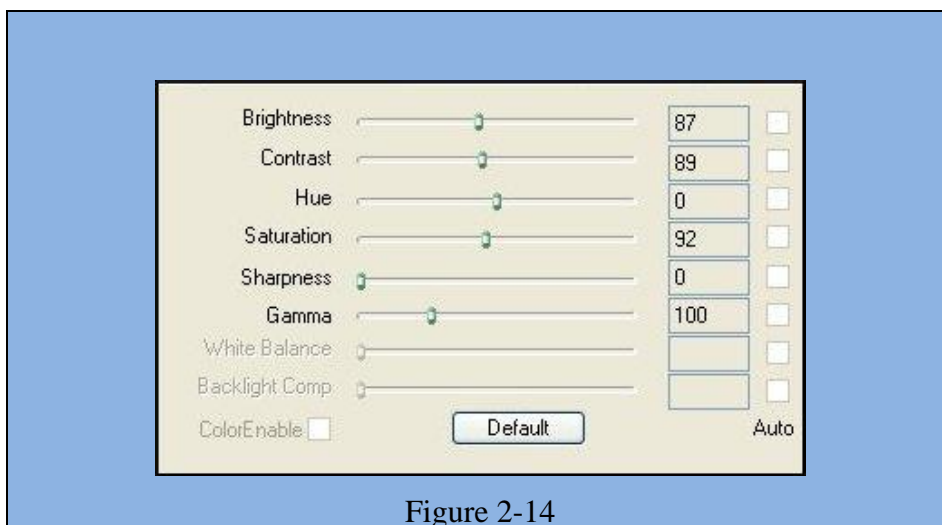 Brightness 87
Contrast 89
Hue 0
Saturation 92
Sharpness 0
Gamma 100
White Balance
Backlight Comp
ColorEnable Default Auto
Figure 2-14